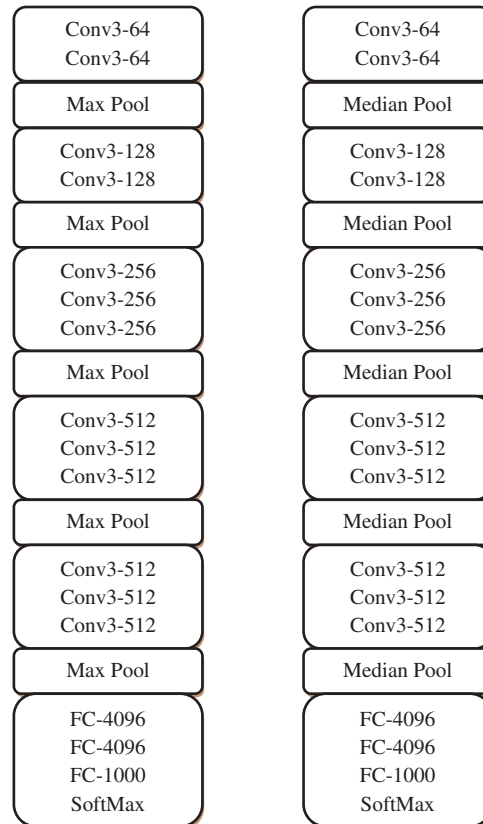 Conv3-64
Conv3-64
Max Pool
Conv3-128
Conv3-128
Max Pool
Conv3-256
Conv3-256
Conv3-256
Max Pool
Conv3-512
Conv3-512
Conv3-512
Max Pool
Conv3-512
Conv3-512
Conv3-512
Max Pool
FC-4096
FC-4096
FC-1000
SoftMax
Conv3-64
Conv3-64
Median Pool
Conv3-128
Conv3-128
Median Pool
Conv3-256
Conv3-256
Conv3-256
Median Pool
Conv3-512
Conv3-512
Conv3-512
Median Pool
Conv3-512
Conv3-512
Conv3-512
Median Pool
FC-4096
FC-4096
FC-1000
SoftMax